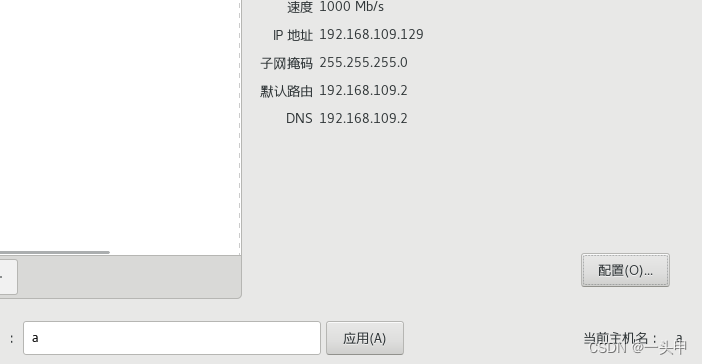 速度 1000 Mb/s
IP 地址 192.168.109.129
子网掩码 255.255.255.0
默认路由 192.168.109.2
DNS 192.168.109.2
配置(O)...
: a 应用(A) 当前主机名： a
CSDN @一头甲